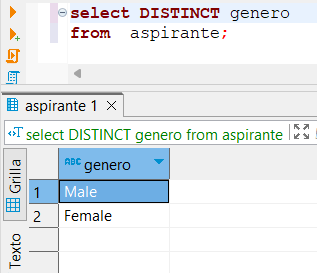 select DISTINCT genero
from aspirante;
aspirante 1
select DISTINCT genero from aspirante
Grilla
Texto
ABC genero
1 Male
2 Female